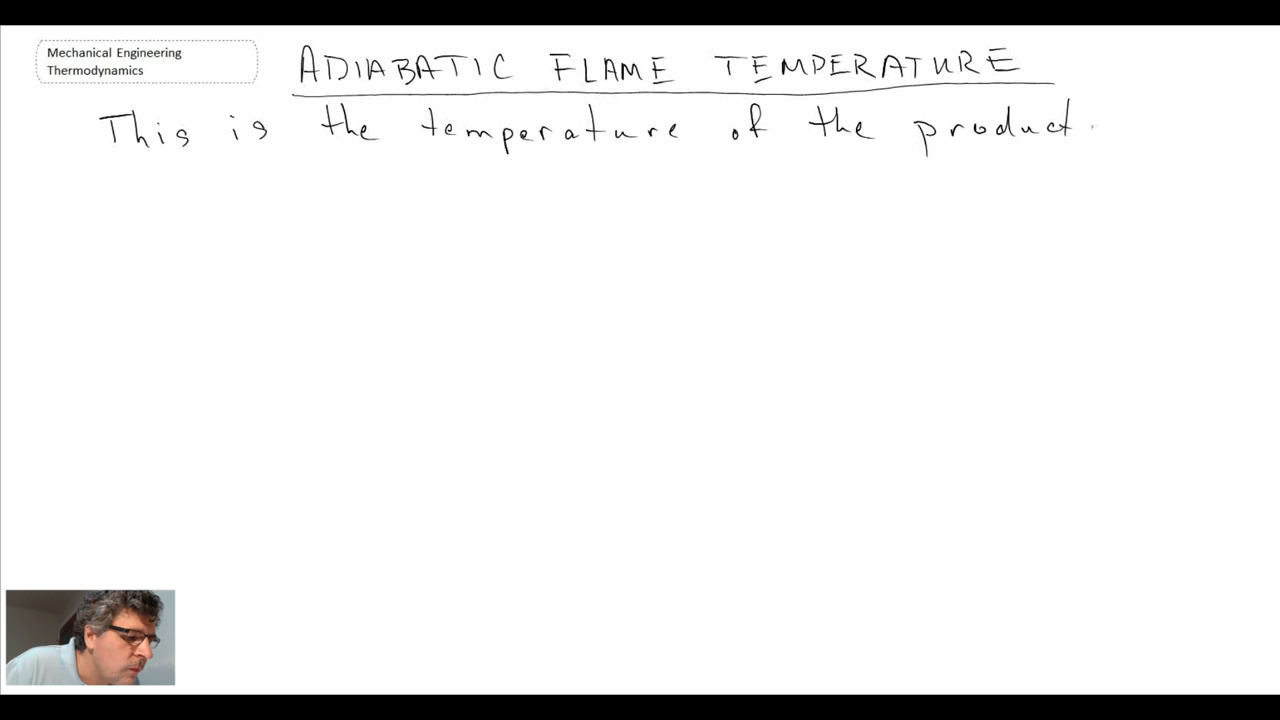 Mechanical Engineering
Thermodynamics
ADIABATIC FLAME TEMPERATURE
This is the temperature of the product